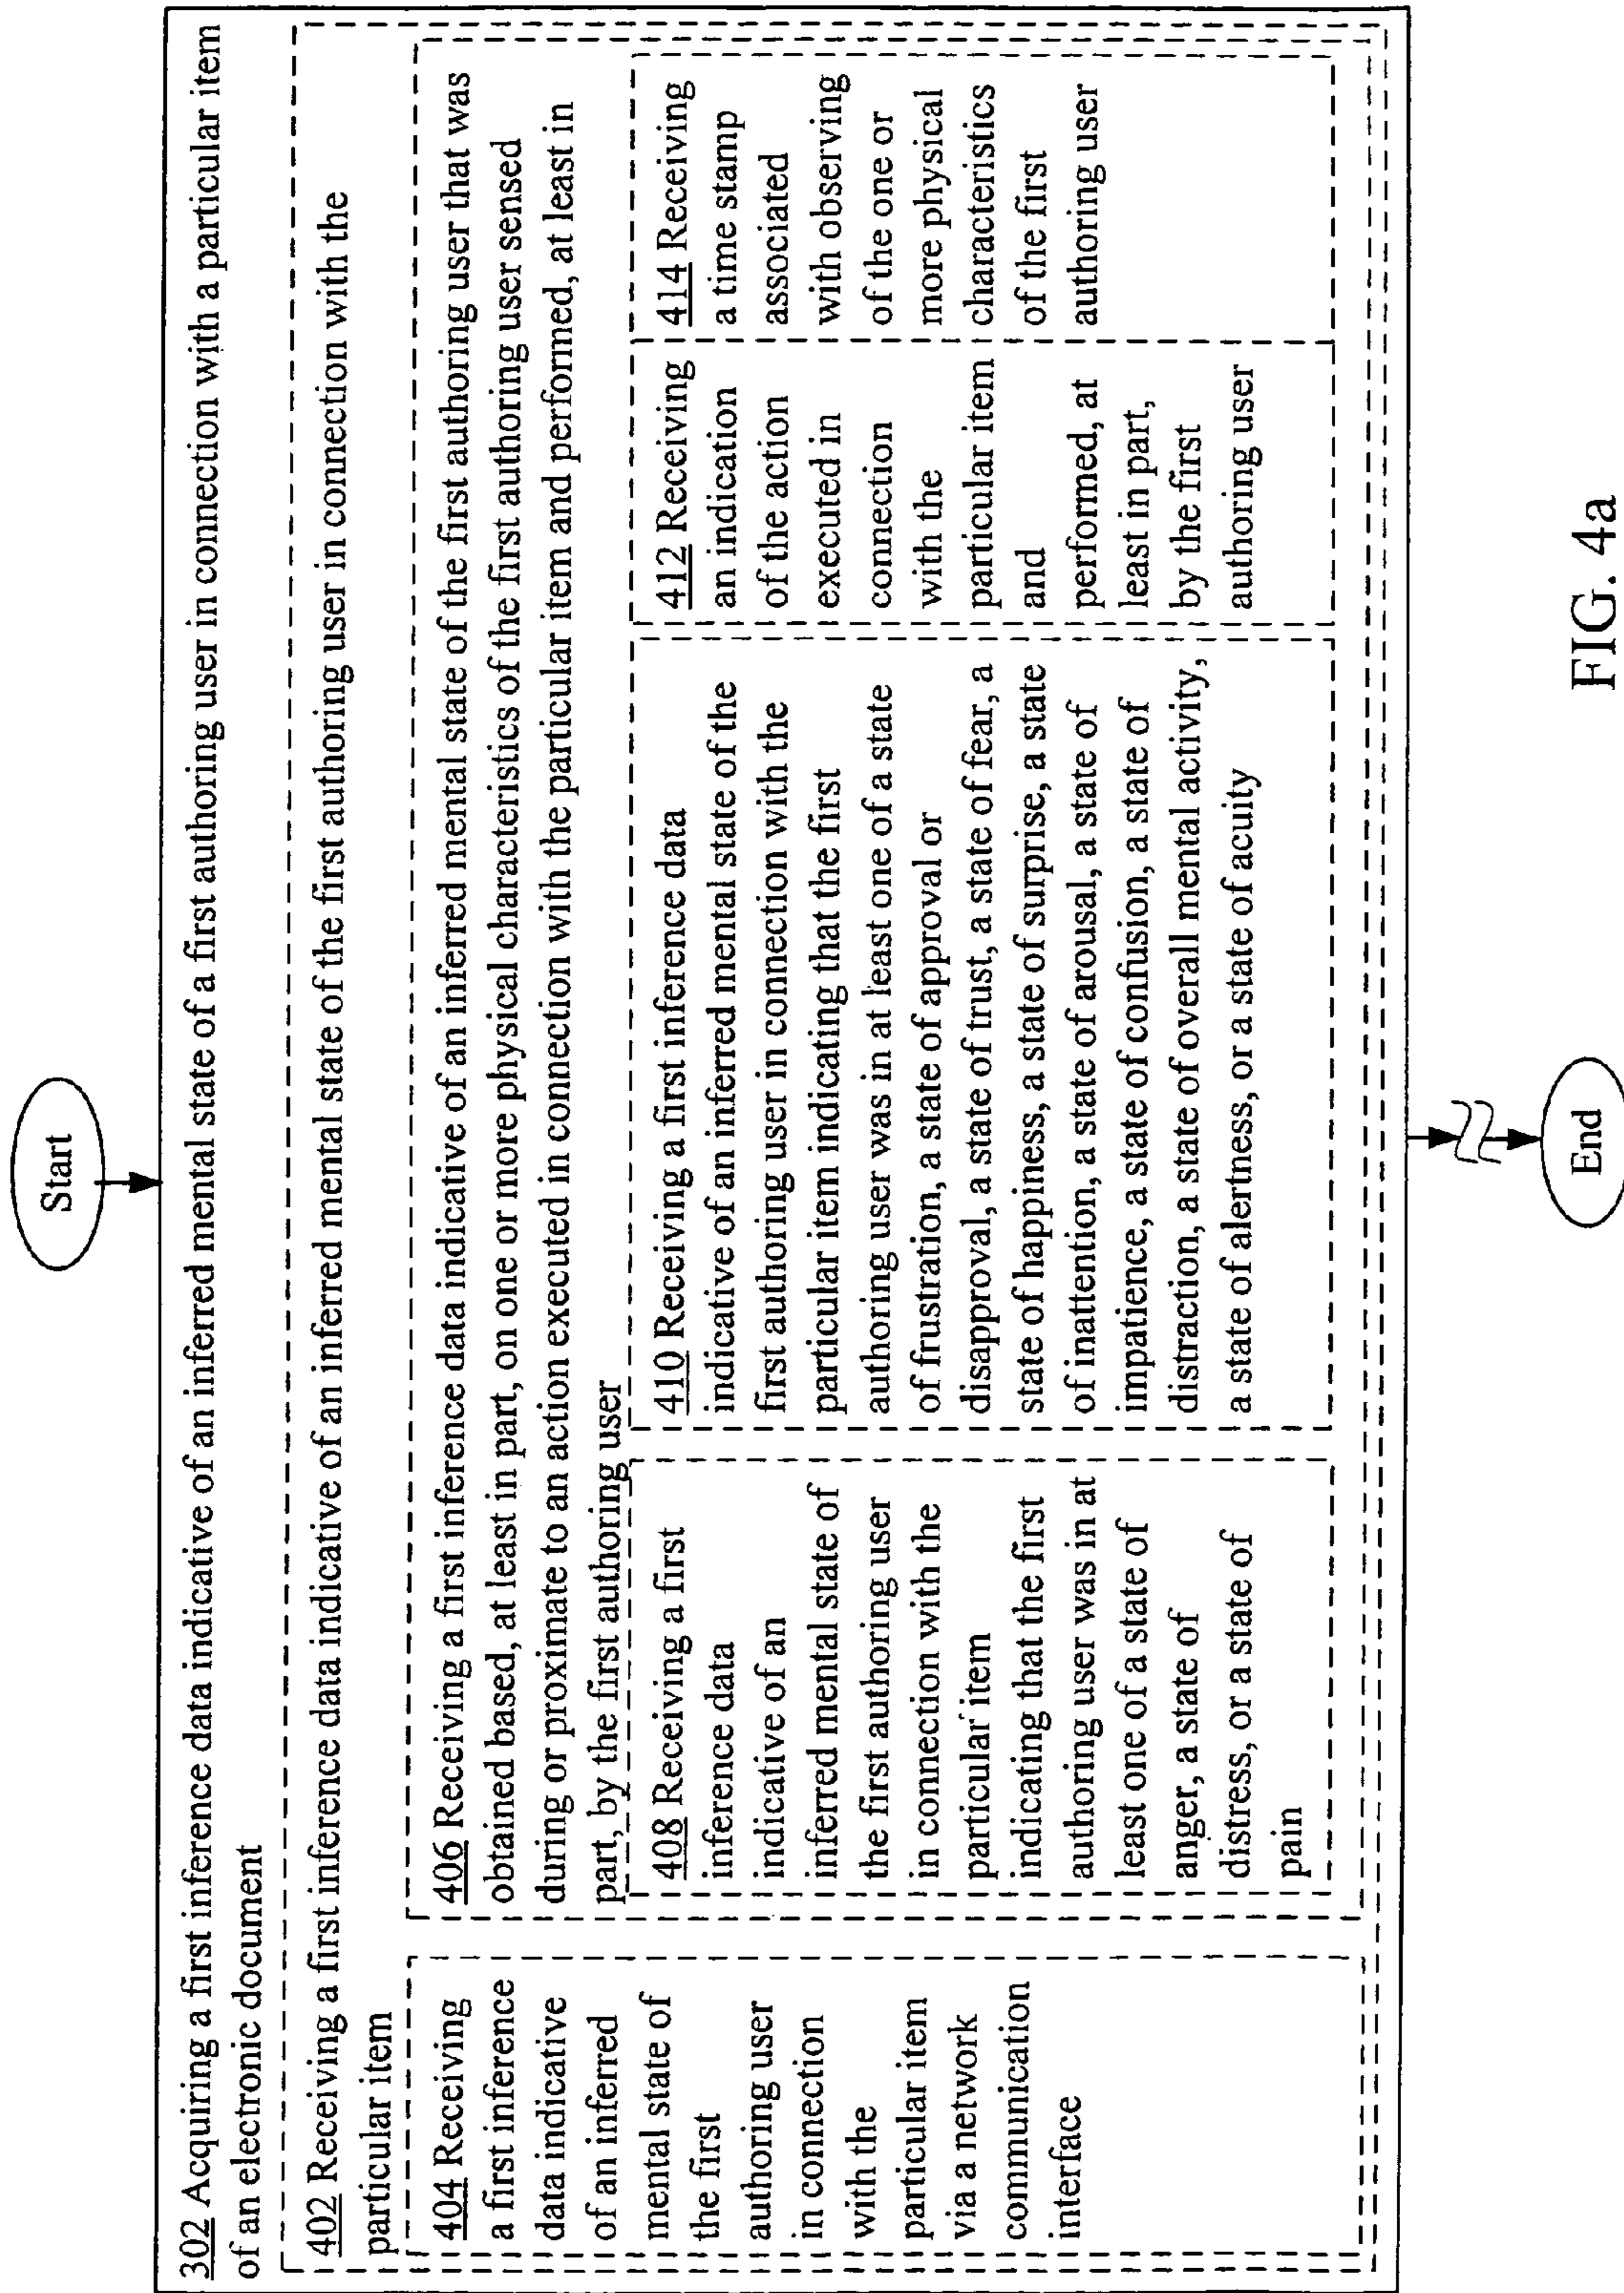 Start
302 Acquiring a first inference data indicative of an inferred mental state of a first authoring user in connection with a particular item
of an electronic document
402 Receiving a first inference data indicative of an inferred mental state of the first authoring user in connection with the
particular item
404 Receiving
a first inference
data indicative
of an inferred
mental state of
the first
authoring user
in connection
with the
particular item
via a network
communication
interface
406 Receiving a first inference data indicative of an inferred mental state of the first authoring user that was
obtained based, at least in part, on one or more physical characteristics of the first authoring user sensed
during or proximate to an action executed in connection with the particular item and performed, at least in
part, by the first authoring user
408 Receiving a first
inference data
indicative of an
inferred mental state of
the first authoring user
in connection with the
particular item
indicating that the first
authoring user was in at
least one of a state of
anger, a state of
distress, or a state of
pain
410 Receiving a first inference data
indicative of an inferred mental state of the
first authoring user in connection with the
particular item indicating that the first
authoring user was in at least one of a state
of frustration, a state of approval or
disapproval, a state of trust, a state of fear, a
state of happiness, a state of surprise, a state
of inattention, a state of arousal, a state of
impatience, a state of confusion, a state of
distraction, a state of overall mental activity,
a state of alertness, or a state of acuity
412 Receiving
an indication
of the action
executed in
connection
with the
particular item
and
performed, at
least in part,
by the first
authoring user
414 Receiving
a time stamp
associated
with observing
of the one or
more physical
characteristics
of the first
authoring user
End
FIG. 4a